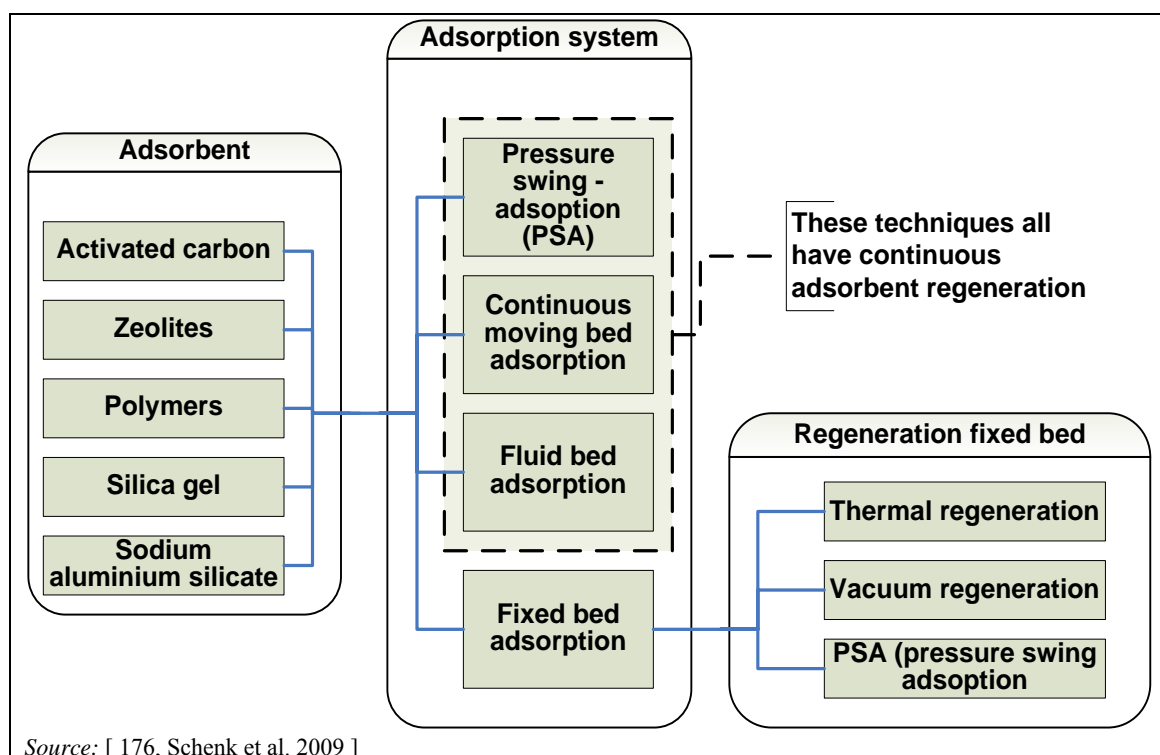 Adsorbent
Activated carbon
Zeolites
Polymers
Silica gel
Sodium
aluminium silicate
Adsorption system
Pressure
swing -
adsoption
(PSA)
Continuous
moving bed
adsorption
Fluid bed
adsorption
Fixed bed
adsorption
These techniques all
have continuous
adsorbent regeneration
Regeneration fixed bed
Thermal regeneration
Vacuum regeneration
PSA (pressure swing
adsoption
Source: [ 176, Schenk et al. 2009 ]